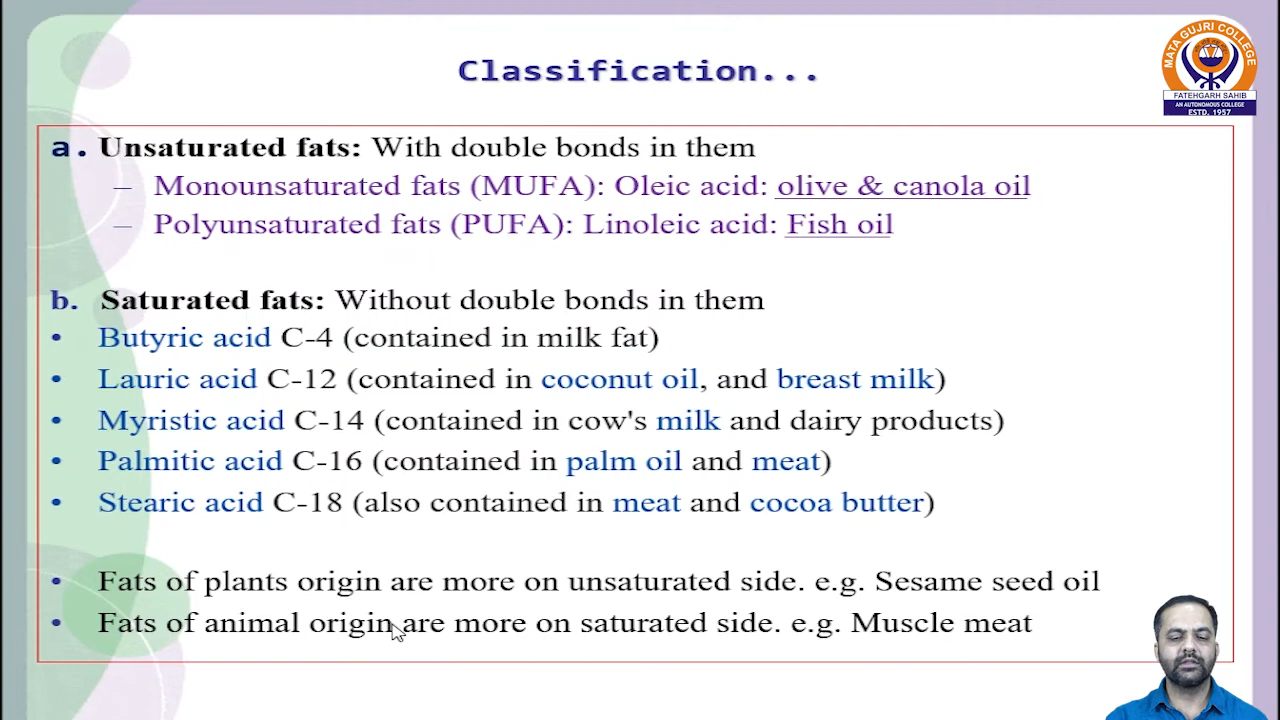 Classification...
MATA GUJRI COLLEGE
FATEHGARH SAHIB
AN AUTONOMOUS COLLEGE
ESTD. 1957
a. Unsaturated fats: With double bonds in them
– Monounsaturated fats (MUFA): Oleic acid: olive & canola oil
– Polyunsaturated fats (PUFA): Linoleic acid: Fish oil
b. Saturated fats: Without double bonds in them
• Butyric acid C-4 (contained in milk fat)
• Lauric acid C-12 (contained in coconut oil, and breast milk)
• Myristic acid C-14 (contained in cow's milk and dairy products)
• Palmitic acid C-16 (contained in palm oil and meat)
• Stearic acid C-18 (also contained in meat and cocoa butter)
• Fats of plants origin are more on unsaturated side. e.g. Sesame seed oil
• Fats of animal origin are more on saturated side. e.g. Muscle meat